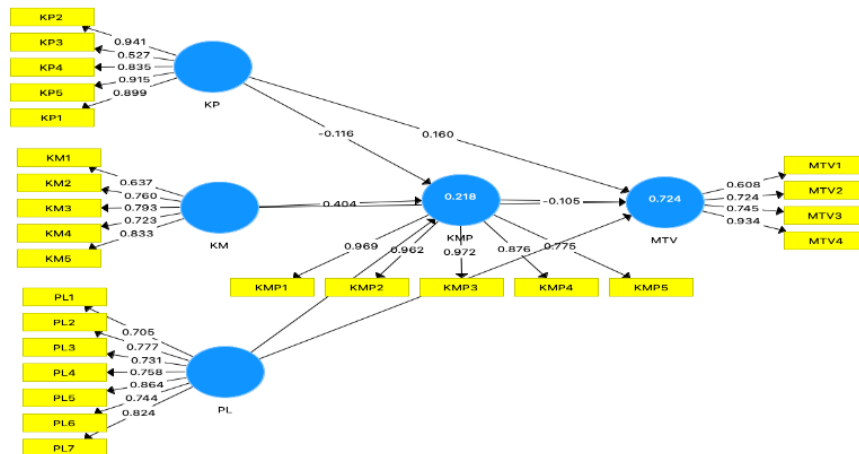 KP2
KP3
KP4
KP5
KP1
0.941
0.527
0.835
0.915
0.899
KP
-0.116
0.160
KM1
KM2
KM3
KM4
KM5
0.637
0.760
0.793
0.723
0.833
KM
0.404
0.218
KMP
-0.105
0.724
MTV
0.608
0.724
0.745
0.934
MTV1
MTV2
MTV3
MTV4
0.969
0.962
0.972
0.876
0.775
KMP1
KMP2
KMP3
KMP4
KMP5
PL1
PL2
PL3
PL4
PL5
PL6
PL7
0.705
0.777
0.731
0.758
0.864
0.744
0.824
PL